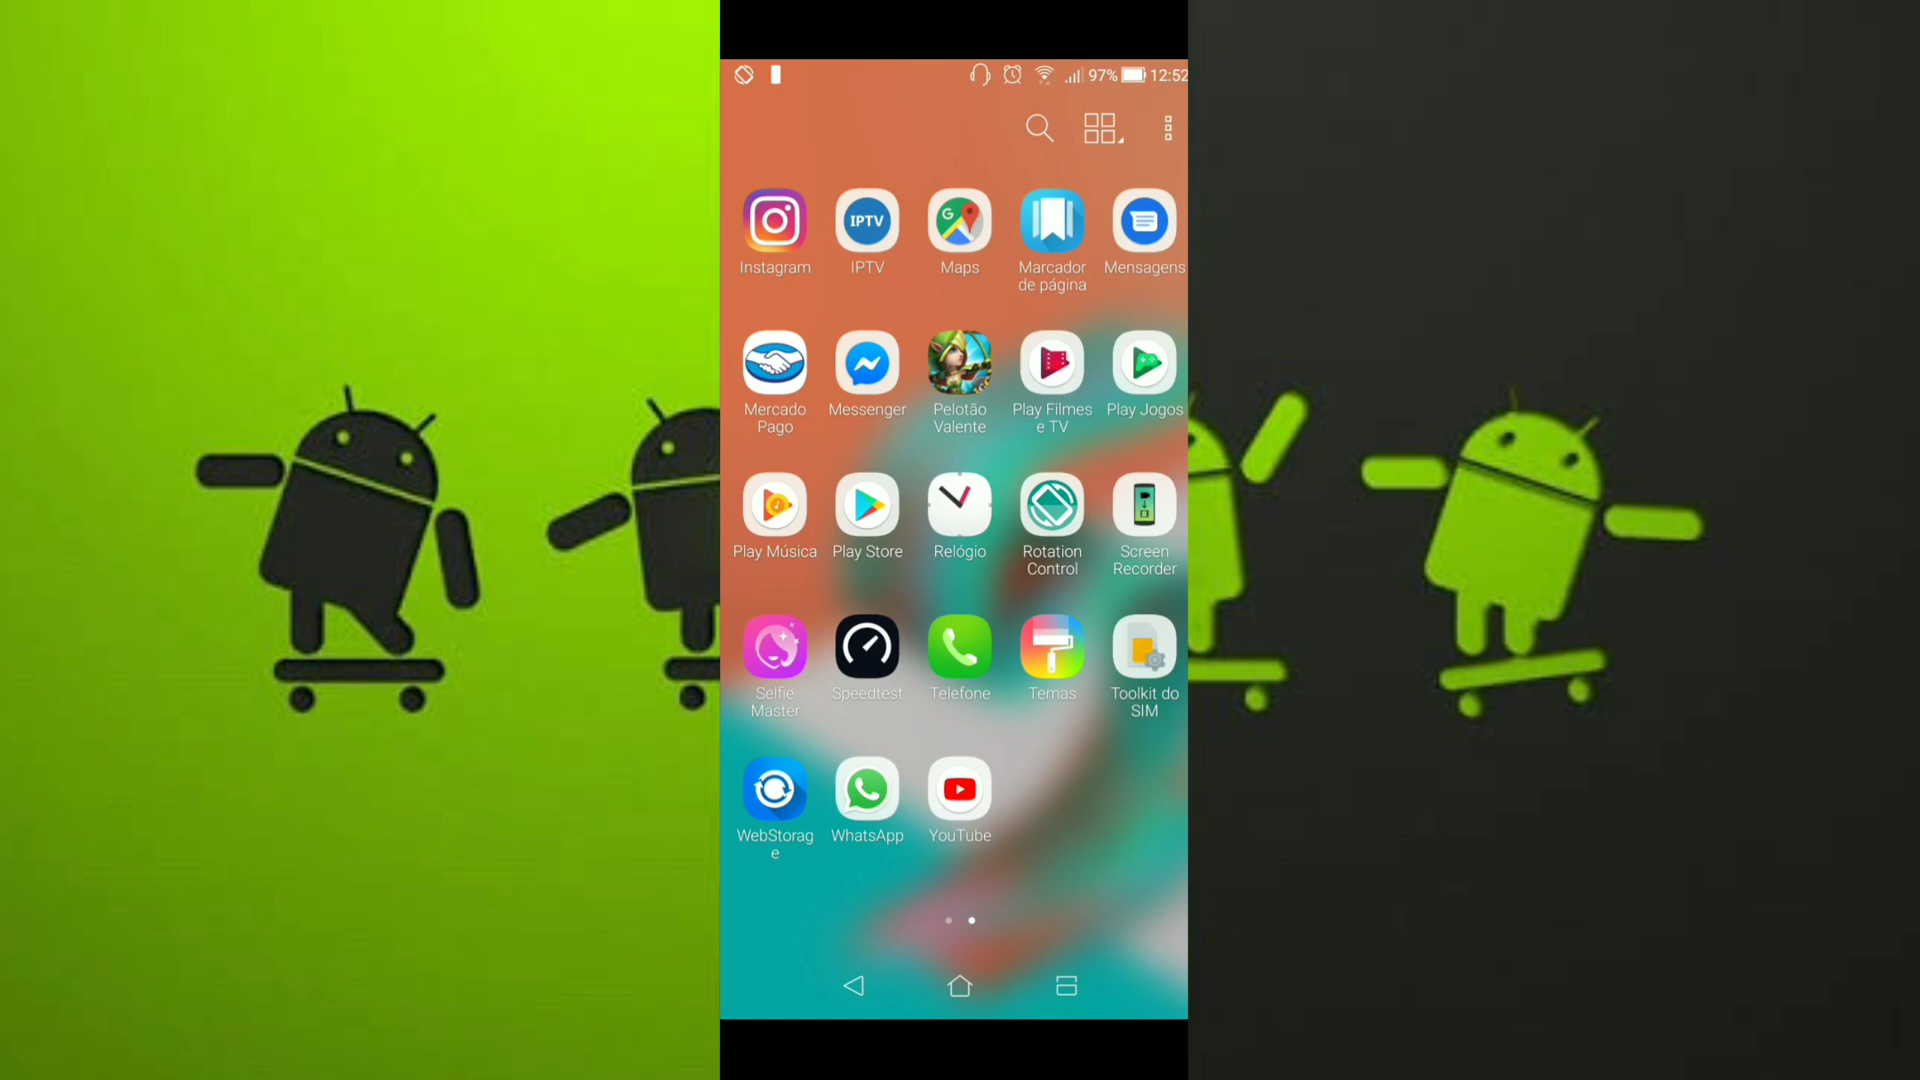 97% 12:52
Instagram
IPTV
IPTV
G
Maps
Marcador
de página
Mensagens
Mercado
Pago
Messenger
Pelotão
Valente
Play Filmes
e TV
Play Jogos
Play Música
Play Store
Relógio
Rotation
Control
Screen
Recorder
Selfie
Master
Speedtest
Telefone
Temas
Toolkit do
SIM
WebStorag
e
WhatsApp
YouTube